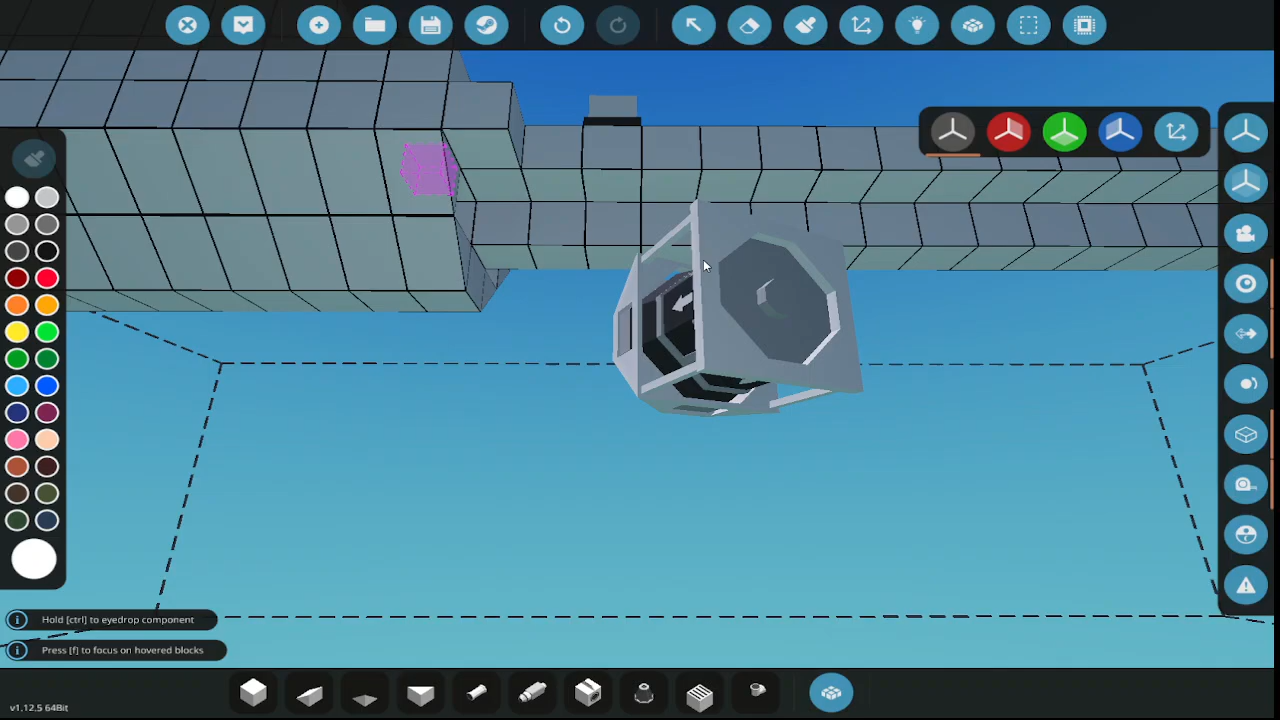 Hold [ctrl] to eyedrop component
Press [f] to focus on hovered blocks
v1.12.5 64Bit